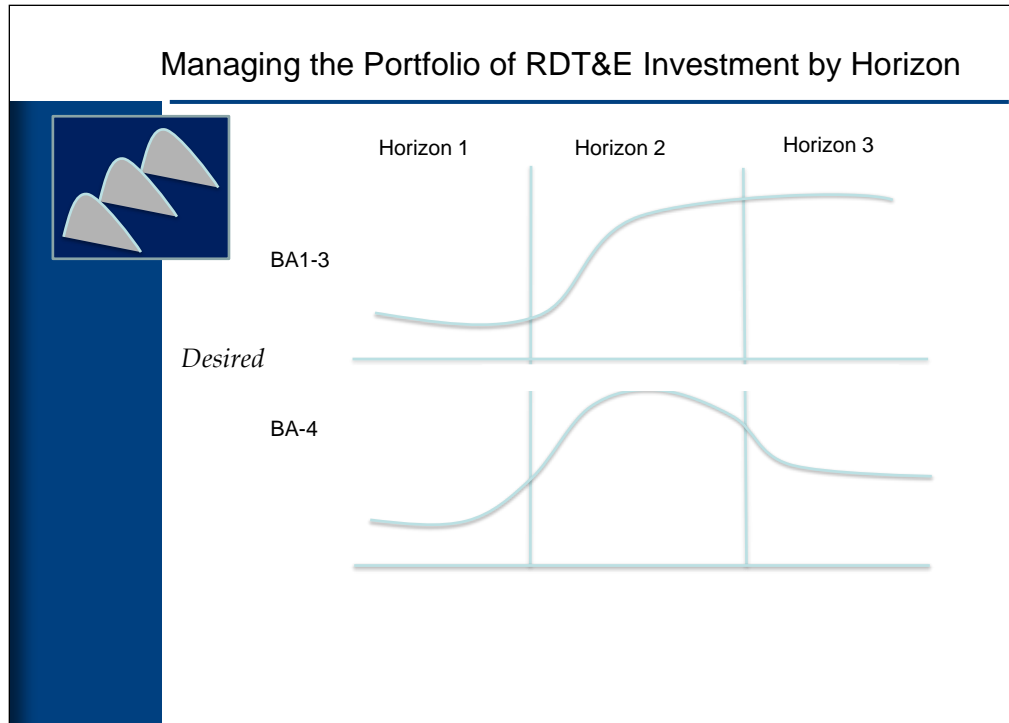 Managing the Portfolio of RDT&E Investment by Horizon
Horizon 1
Horizon 2
Horizon 3
BA1-3
Desired
BA-4